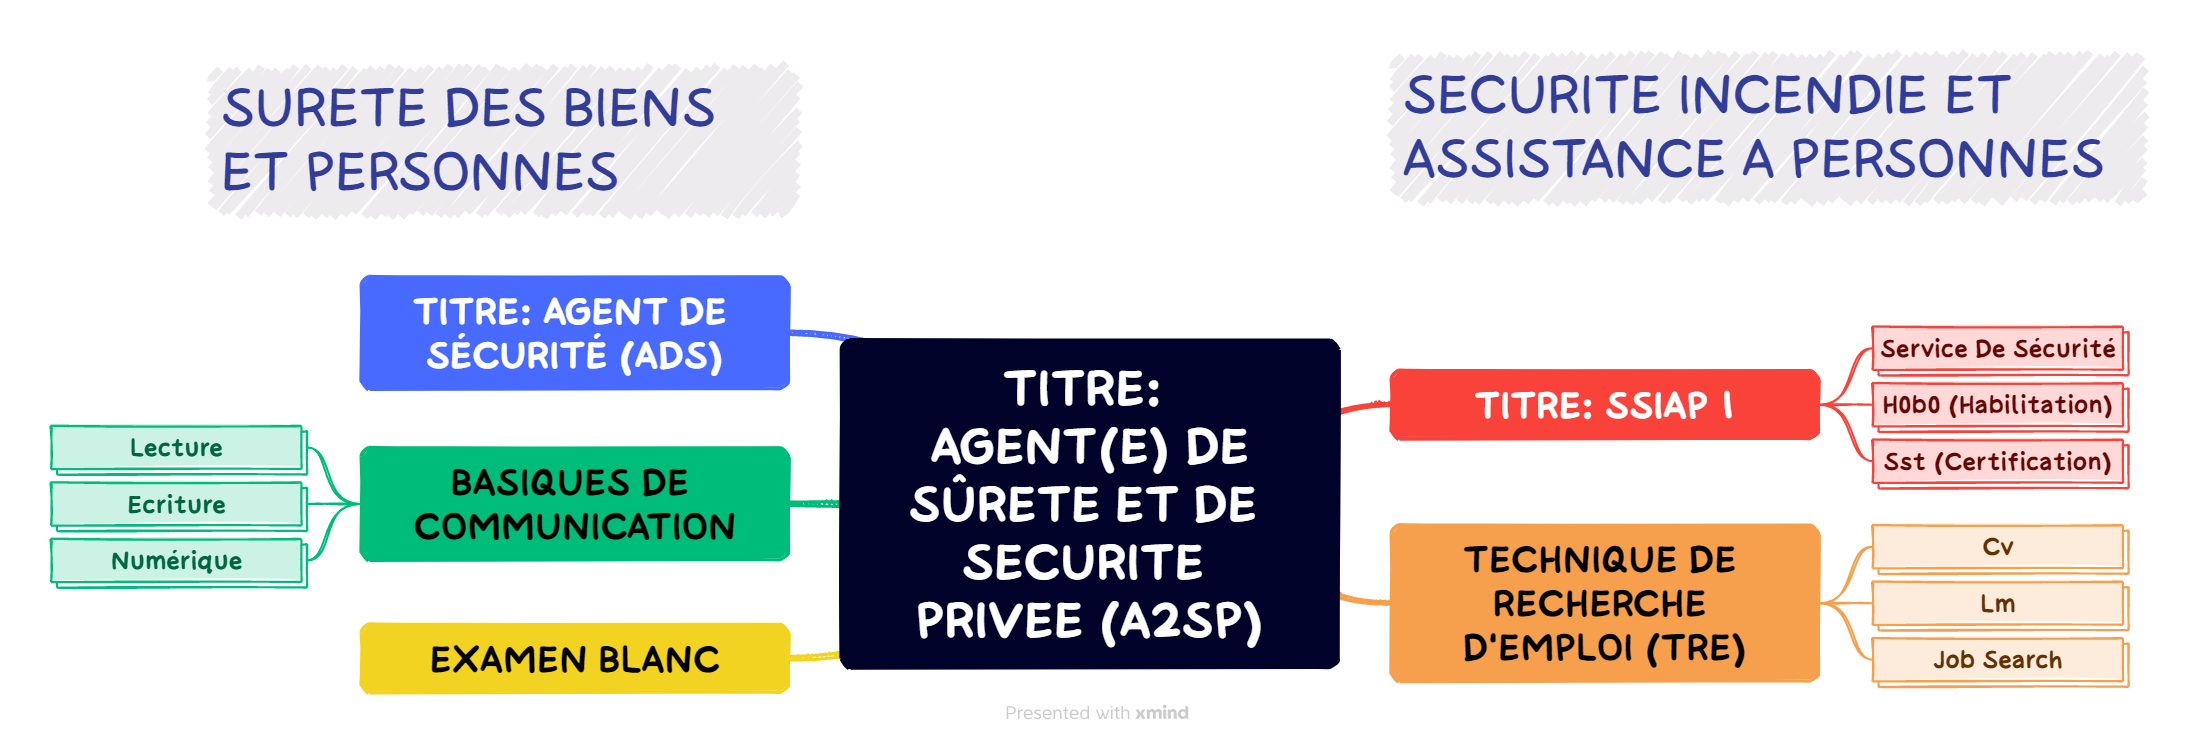 SURETE DES BIENS
ET PERSONNES
SECURITE INCENDIE ET
ASSISTANCE A PERSONNES
TITRE: AGENT DE
SÉCURITÉ (ADS)
Lecture
Ecriture
Numérique
BASIQUES DE
COMMUNICATION
EXAMEN BLANC
TITRE:
AGENT(E) DE
SÛRETE ET DE
SECURITE
PRIVEE (A2SP)
TITRE: SSIAP I
Service De Sécurité
H0b0 (Habilitation)
Sst (Certification)
TECHNIQUE DE
RECHERCHE
D'EMPLOI (TRE)
Cv
Lm
Job Search
Presented with xmind